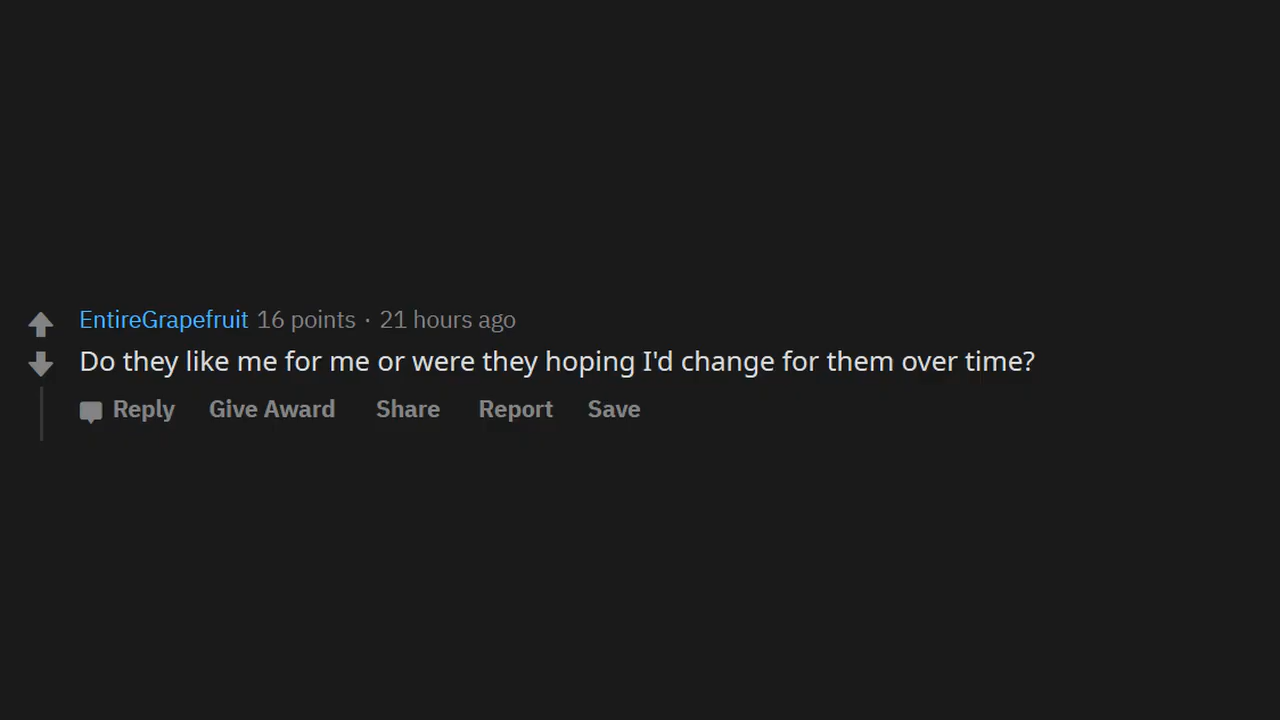 EntireGrapefruit 16 points · 21 hours ago
Do they like me for me or were they hoping I'd change for them over time?
Reply Give Award Share Report Save